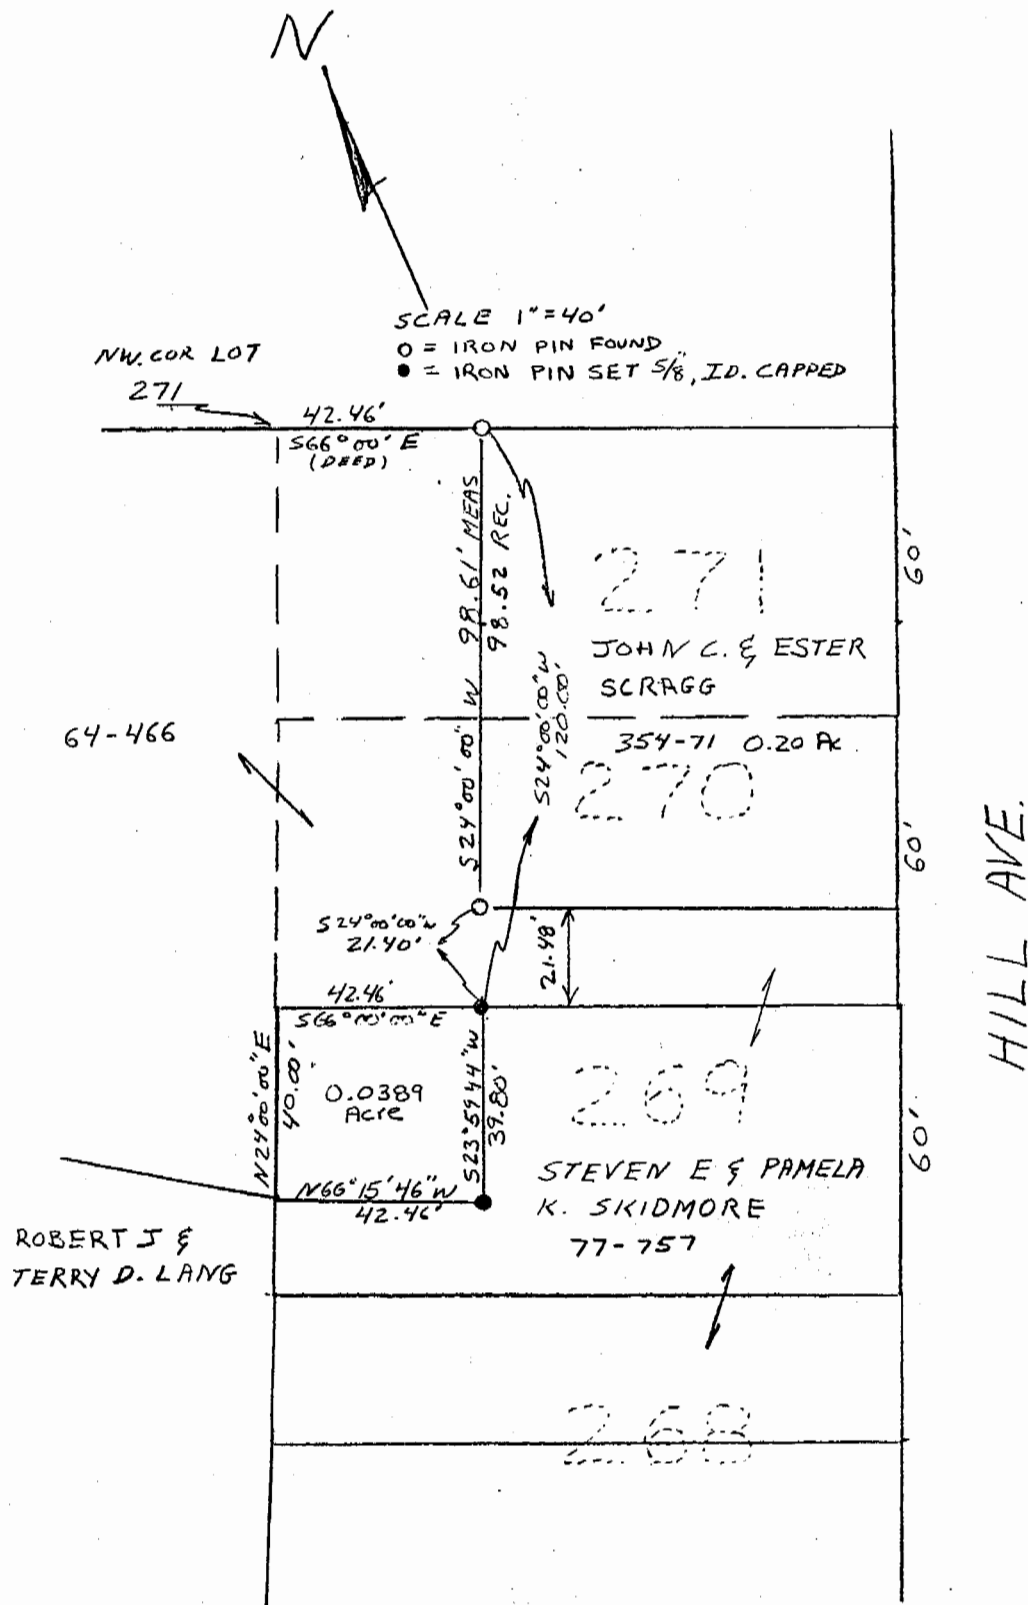 N
SCALE 1"=40'
O = IRON PIN FOUND
● = IRON PIN SET 5/8", I.D. CAPPED
NW. COR LOT
271
42.46'
S66°00' E
(DEED)
S24°00'00" W 98.61' MEAS
98.52 REC.
271
60'
JOHN C. & ESTER
SCRAGG
S24°00'00"W
120.00'
64-466
354-71 0.20 Ac
270
60'
HILL AVE.
S24°00'00"W
21.40'
21.48'
42.46'
S66°00'00"E
N24°00'00"E
40.00'
0.0389
Acre
S23°59'44"W
39.80'
269
60'
N66°15'46"W
42.46'
STEVEN E & PAMELA
K. SKIDMORE
77-757
ROBERT J &
TERRY D. LANG
268